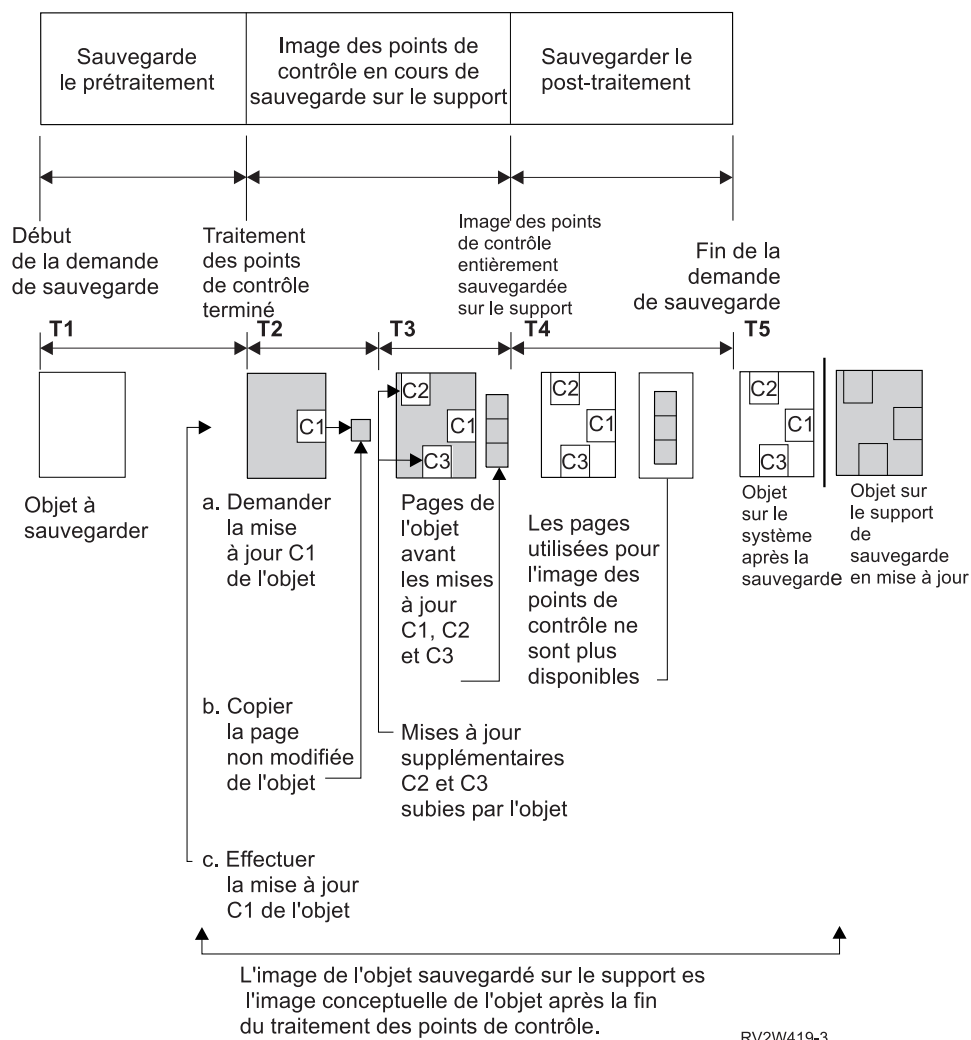 Sauvegarde
le prétraitement
Image des points de
contrôle en cours de
sauvegarde sur le support
Sauvegarder le
post-traitement
Début
de la demande
de sauvegarde
Traitement
des points
de contrôle
terminé
Image des points
de contrôle
entièrement
sauvegardée
sur le support
Fin de la
demande
de sauvegarde
T1
T2
T3
T4
T5
C1
C2
C1
C3
C2
C1
C3
C2
C1
C3
Objet à
sauvegarder
a. Demander
la mise
à jour C1
de l'objet
b. Copier
la page
non modifiée
de l'objet
c. Effectuer
la mise à jour
C1 de l'objet
Pages de
l'objet
avant
les mises
à jour
C1, C2
et C3
Mises à jour
supplémentaires
C2 et C3
subies par l'objet
Les pages
utilisées pour
l'image des
points de
contrôle ne
sont plus
disponibles
Objet
sur le
système
après la
sauvegarde
Objet sur
le support
de
sauvegarde
en mise à jour
L'image de l'objet sauvegardé sur le support es
l'image conceptuelle de l'objet après la fin
du traitement des points de contrôle.
RV2W419-3